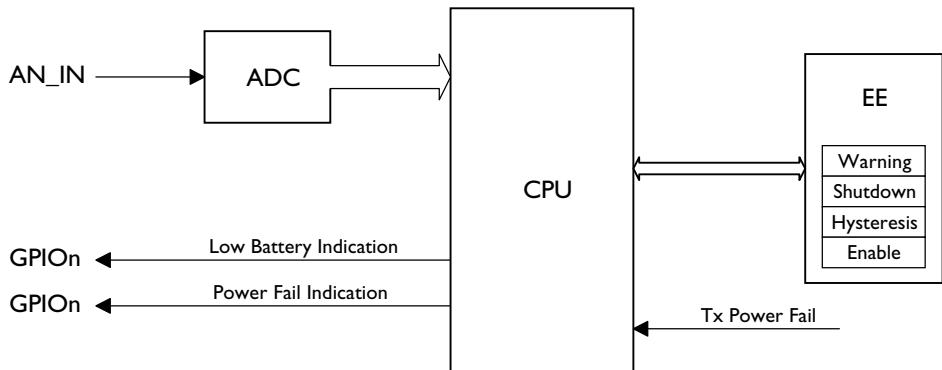 AN_IN
ADC
EE
Warning
Shutdown
Hysteresis
Enable
CPU
GPIOn
Low Battery Indication
GPIOn
Power Fail Indication
Tx Power Fail